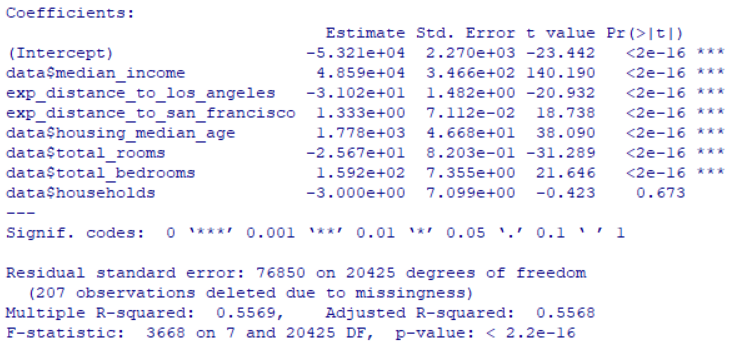 Coefficients:
Estimate Std. Error t value Pr(>|t|)
(Intercept) -5.321e+04 2.270e+03 -23.442 <2e-16 ***
data$median_income 4.859e+04 3.466e+02 140.190 <2e-16 ***
exp_distance_to_los_angeles -3.102e+01 1.482e+00 -20.932 <2e-16 ***
exp_distance_to_san_francisco 1.333e+00 7.112e-02 18.738 <2e-16 ***
data$housing_median_age 1.778e+03 4.668e+01 38.090 <2e-16 ***
data$total_rooms -2.567e+01 8.203e-01 -31.289 <2e-16 ***
data$total_bedrooms 1.592e+02 7.355e+00 21.646 <2e-16 ***
data$households -3.000e+00 7.099e+00 -0.423 0.673
---
Signif. codes: 0 ‘***’ 0.001 ‘**’ 0.01 ‘*’ 0.05 ‘.’ 0.1 ‘ ’ 1
Residual standard error: 76850 on 20425 degrees of freedom
(207 observations deleted due to missingness)
Multiple R-squared: 0.5569, Adjusted R-squared: 0.5568
F-statistic: 3668 on 7 and 20425 DF, p-value: < 2.2e-16